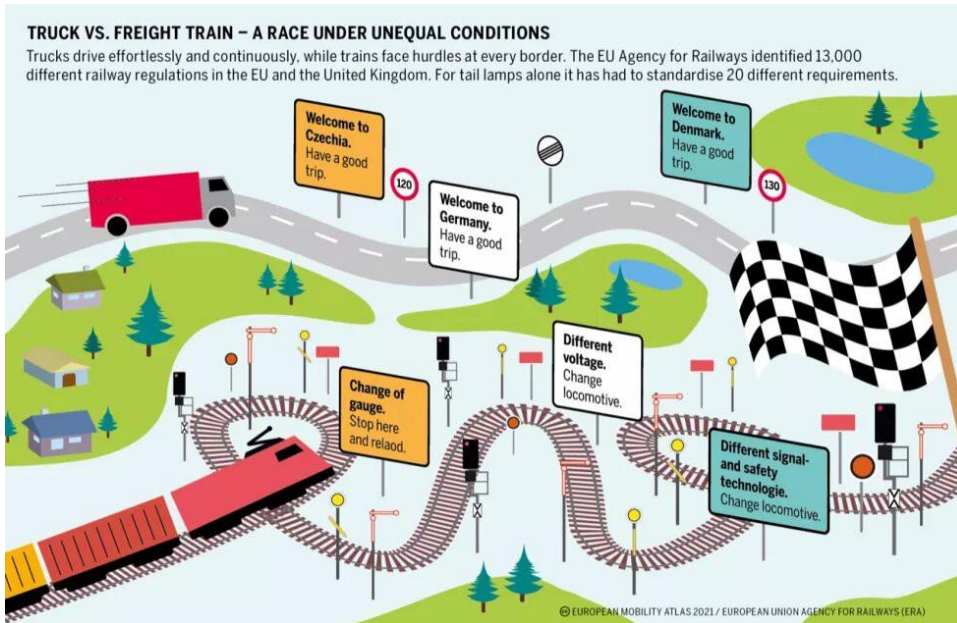 TRUCK VS. FREIGHT TRAIN – A RACE UNDER UNEQUAL CONDITIONS
Trucks drive effortlessly and continuously, while trains face hurdles at every border. The EU Agency for Railways identified 13,000
different railway regulations in the EU and the United Kingdom. For tail lamps alone it has had to standardise 20 different requirements.
Welcome to
Czechia.
Have a good
trip.
120
Welcome to
Germany.
Have a good
trip.
Welcome to
Denmark.
Have a good
trip.
130
Change of
gauge.
Stop here
and relaod.
Different
voltage.
Change
locomotive.
Different signal-
and safety
technologie.
Change locomotive.
cc EUROPEAN MOBILITY ATLAS 2021 / EUROPEAN UNION AGENCY FOR RAILWAYS (ERA)